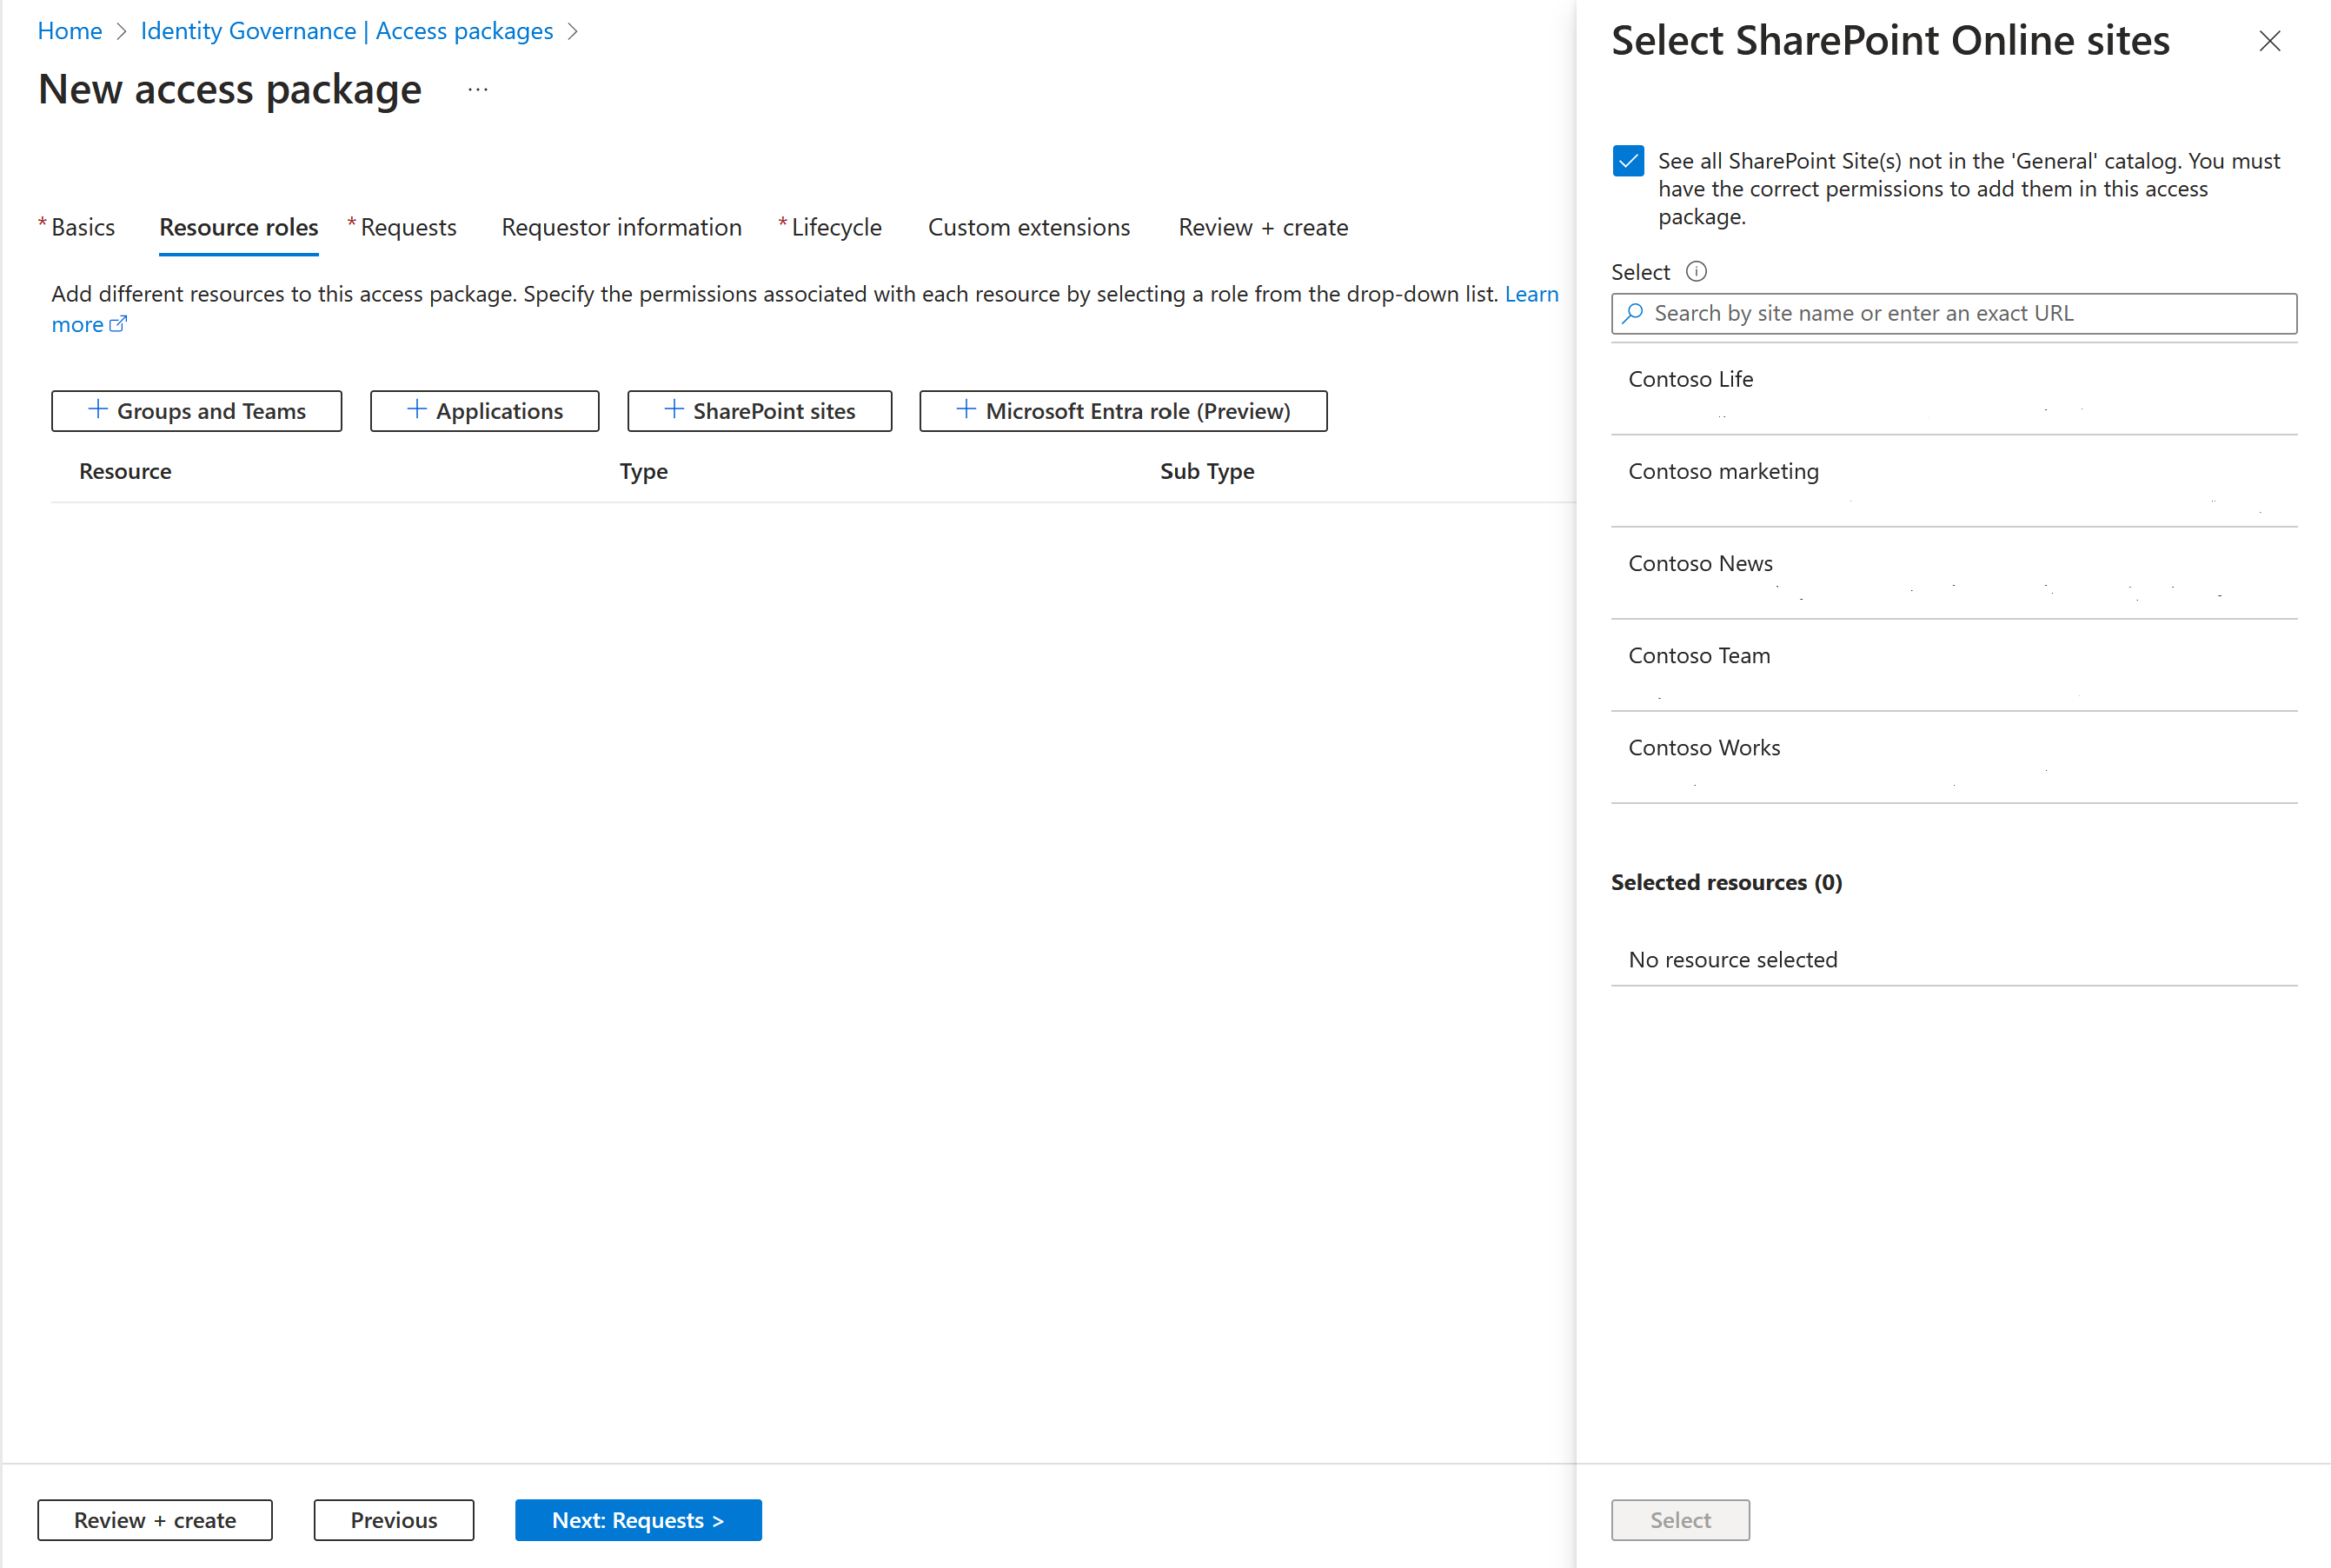 Home > Identity Governance | Access packages >
New access package ...
* Basics Resource roles * Requests Requestor information * Lifecycle Custom extensions Review + create
Add different resources to this access package. Specify the permissions associated with each resource by selecting a role from the drop-down list. Learn
more
+ Groups and Teams + Applications + SharePoint sites + Microsoft Entra role (Preview)
Resource Type Sub Type
Review + create Previous Next: Requests >
Select SharePoint Online sites
See all SharePoint Site(s) not in the 'General' catalog. You must
have the correct permissions to add them in this access
package.
Select
Search by site name or enter an exact URL
Contoso Life
Contoso marketing
Contoso News
Contoso Team
Contoso Works
Selected resources (0)
No resource selected
Select